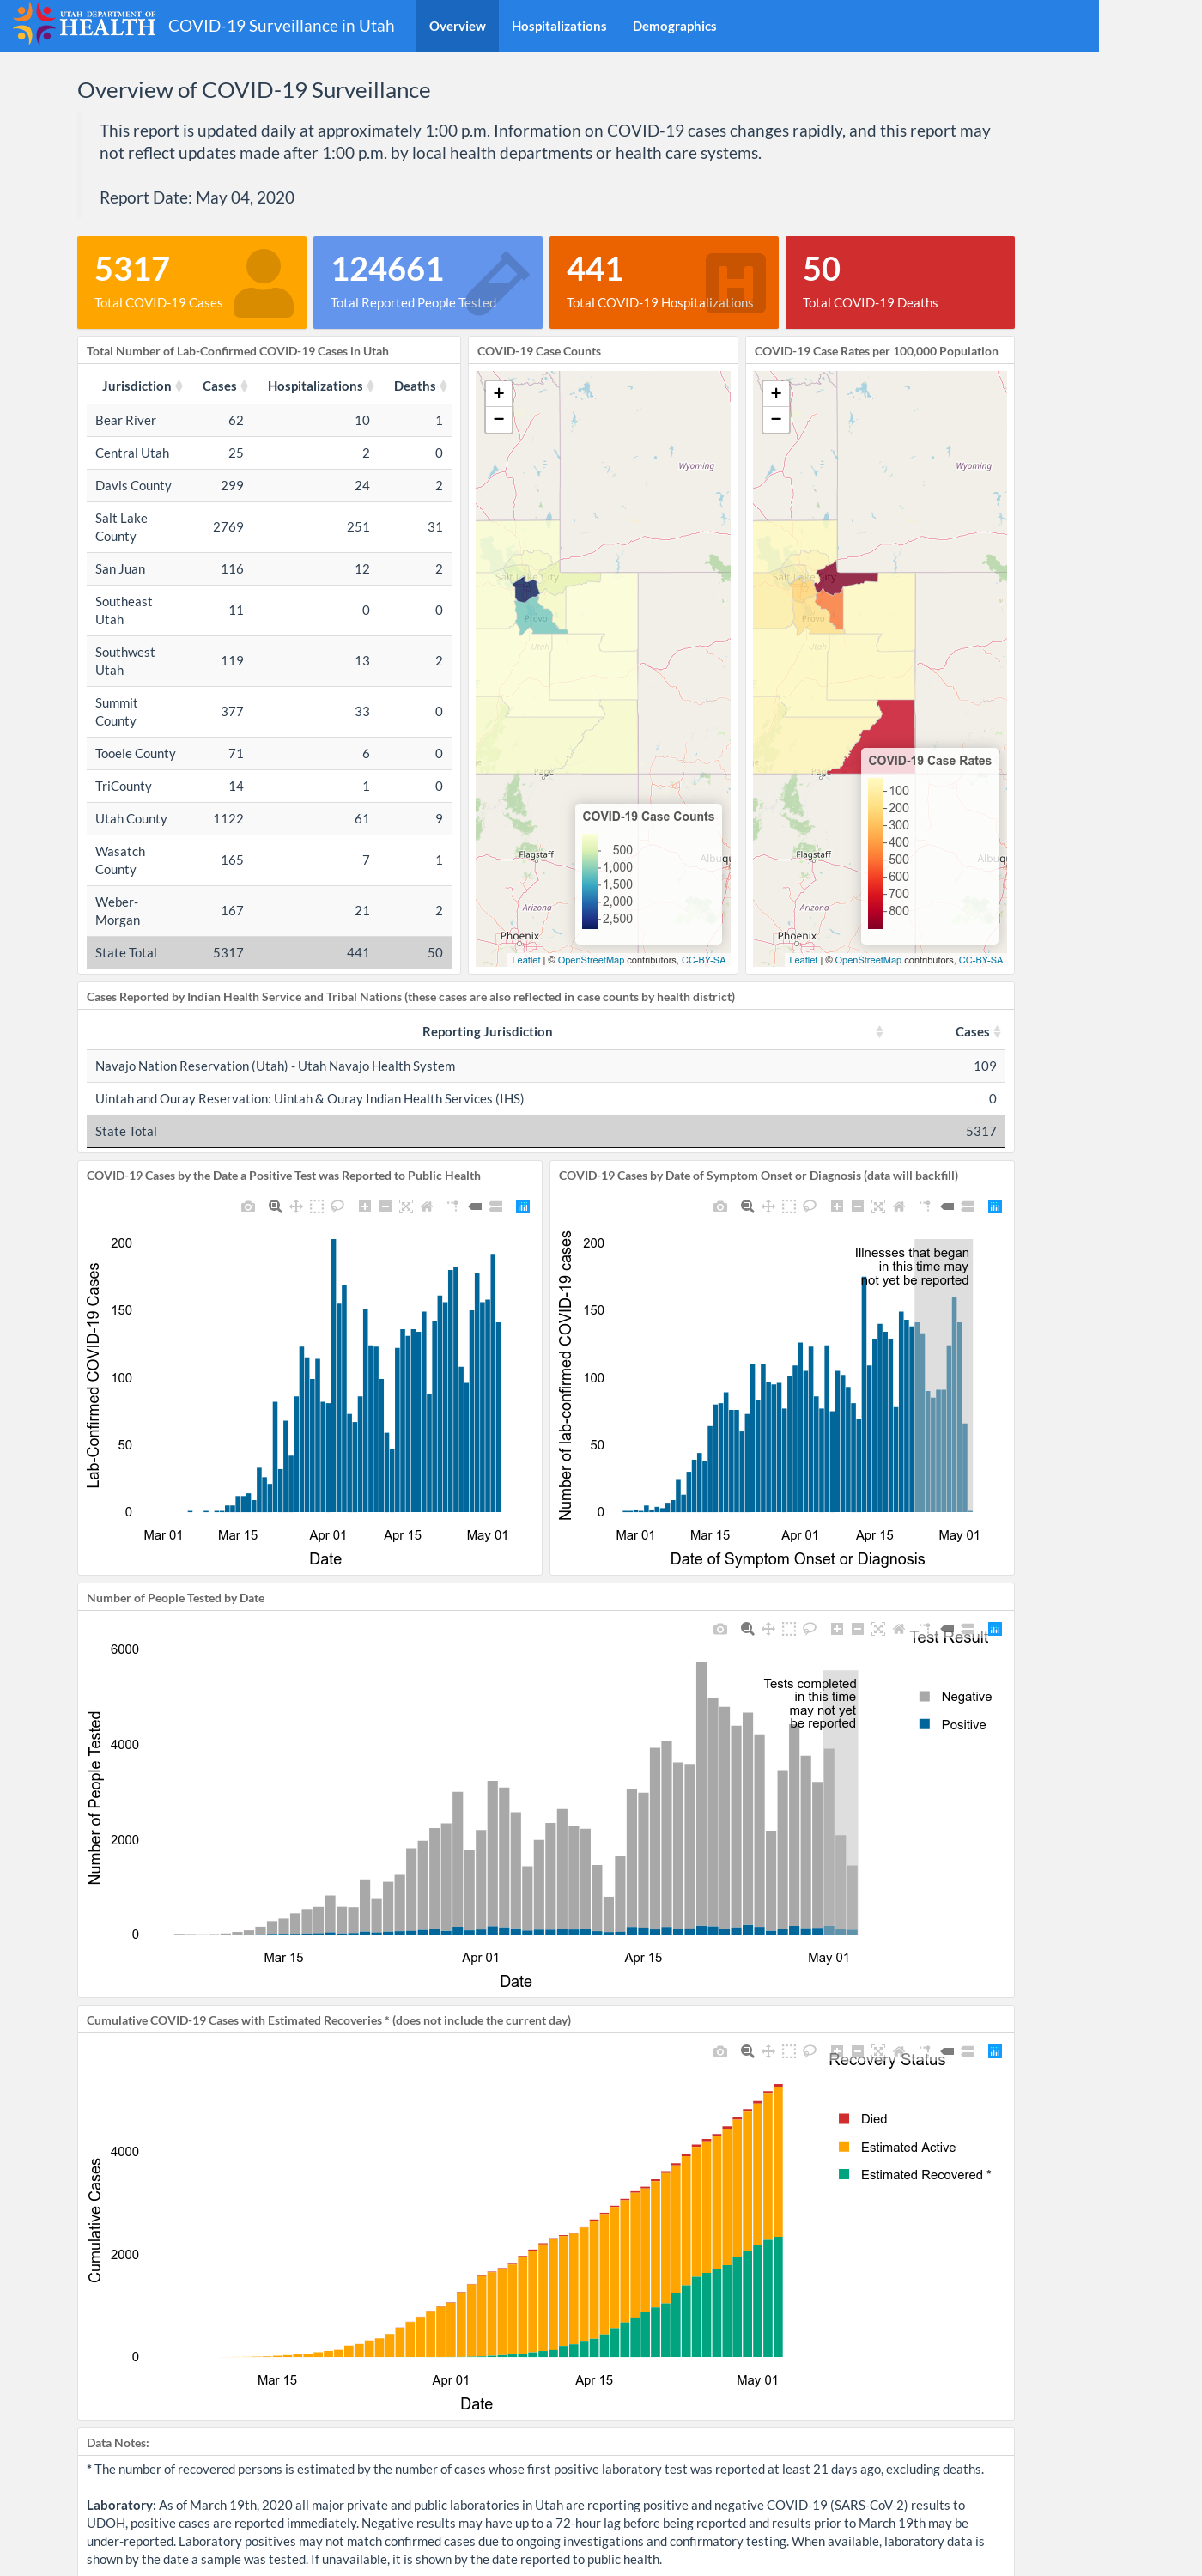 UTAH DEPARTMENT OF
HEALTH
COVID-19 Surveillance in Utah
Overview
Hospitalizations
Demographics
Overview of COVID-19 Surveillance
This report is updated daily at approximately 1:00 p.m. Information on COVID-19 cases changes rapidly, and this report may
not reflect updates made after 1:00 p.m. by local health departments or health care systems.
Report Date: May 04, 2020
5317
Total COVID-19 Cases
124661
Total Reported People Tested
441
Total COVID-19 Hospitalizations
50
Total COVID-19 Deaths
Total Number of Lab-Confirmed COVID-19 Cases in Utah
Jurisdiction Cases Hospitalizations Deaths
Bear River 62 10 1
Central Utah 25 2 0
Davis County 299 24 2
Salt Lake
County 2769 251 31
San Juan 116 12 2
Southeast
Utah 11 0 0
Southwest
Utah 119 13 2
Summit
County 377 33 0
Tooele County 71 6 0
TriCounty 14 1 0
Utah County 1122 61 9
Wasatch
County 165 7 1
Weber-
Morgan 167 21 2
State Total 5317 441 50
COVID-19 Case Counts
+
−
Wyoming
Salt Lake City
Provo
Utah
Page
COVID-19 Case Counts
500
1,000
1,500
2,000
2,500
Flagstaff
Albuqu
Arizona
Phoenix
Leaflet | © OpenStreetMap contributors, CC-BY-SA
COVID-19 Case Rates per 100,000 Population
+
−
Wyoming
Salt Lake City
Provo
Utah
Page
COVID-19 Case Rates
100
200
300
400
500
600
700
800
Flagstaff
Albuqu
Arizona
Phoenix
Leaflet | © OpenStreetMap contributors, CC-BY-SA
Cases Reported by Indian Health Service and Tribal Nations (these cases are also reflected in case counts by health district)
Reporting Jurisdiction Cases
Navajo Nation Reservation (Utah) - Utah Navajo Health System 109
Uintah and Ouray Reservation: Uintah & Ouray Indian Health Services (IHS) 0
State Total 5317
COVID-19 Cases by the Date a Positive Test was Reported to Public Health
Lab-Confirmed COVID-19 Cases
200
150
100
50
0
Mar 01 Mar 15 Apr 01 Apr 15 May 01
Date
COVID-19 Cases by Date of Symptom Onset or Diagnosis (data will backfill)
Number of lab-confirmed COVID-19 cases
200
150
100
50
0
Illnesses that began
in this time may
not yet be reported
Mar 01 Mar 15 Apr 01 Apr 15 May 01
Date of Symptom Onset or Diagnosis
Number of People Tested by Date
Number of People Tested
6000
4000
2000
0
Tests completed
in this time
may not yet
be reported
Test Result
Negative
Positive
Mar 15 Apr 01 Apr 15 May 01
Date
Cumulative COVID-19 Cases with Estimated Recoveries * (does not include the current day)
Cumulative Cases
4000
2000
0
Recovery Status
Died
Estimated Active
Estimated Recovered *
Mar 15 Apr 01 Apr 15 May 01
Date
Data Notes:
* The number of recovered persons is estimated by the number of cases whose first positive laboratory test was reported at least 21 days ago, excluding deaths.
Laboratory: As of March 19th, 2020 all major private and public laboratories in Utah are reporting positive and negative COVID-19 (SARS-CoV-2) results to
UDOH, positive cases are reported immediately. Negative results may have up to a 72-hour lag before being reported and results prior to March 19th may be
under-reported. Laboratory positives may not match confirmed cases due to ongoing investigations and confirmatory testing. When available, laboratory data is
shown by the date a sample was tested. If unavailable, it is shown by the date reported to public health.